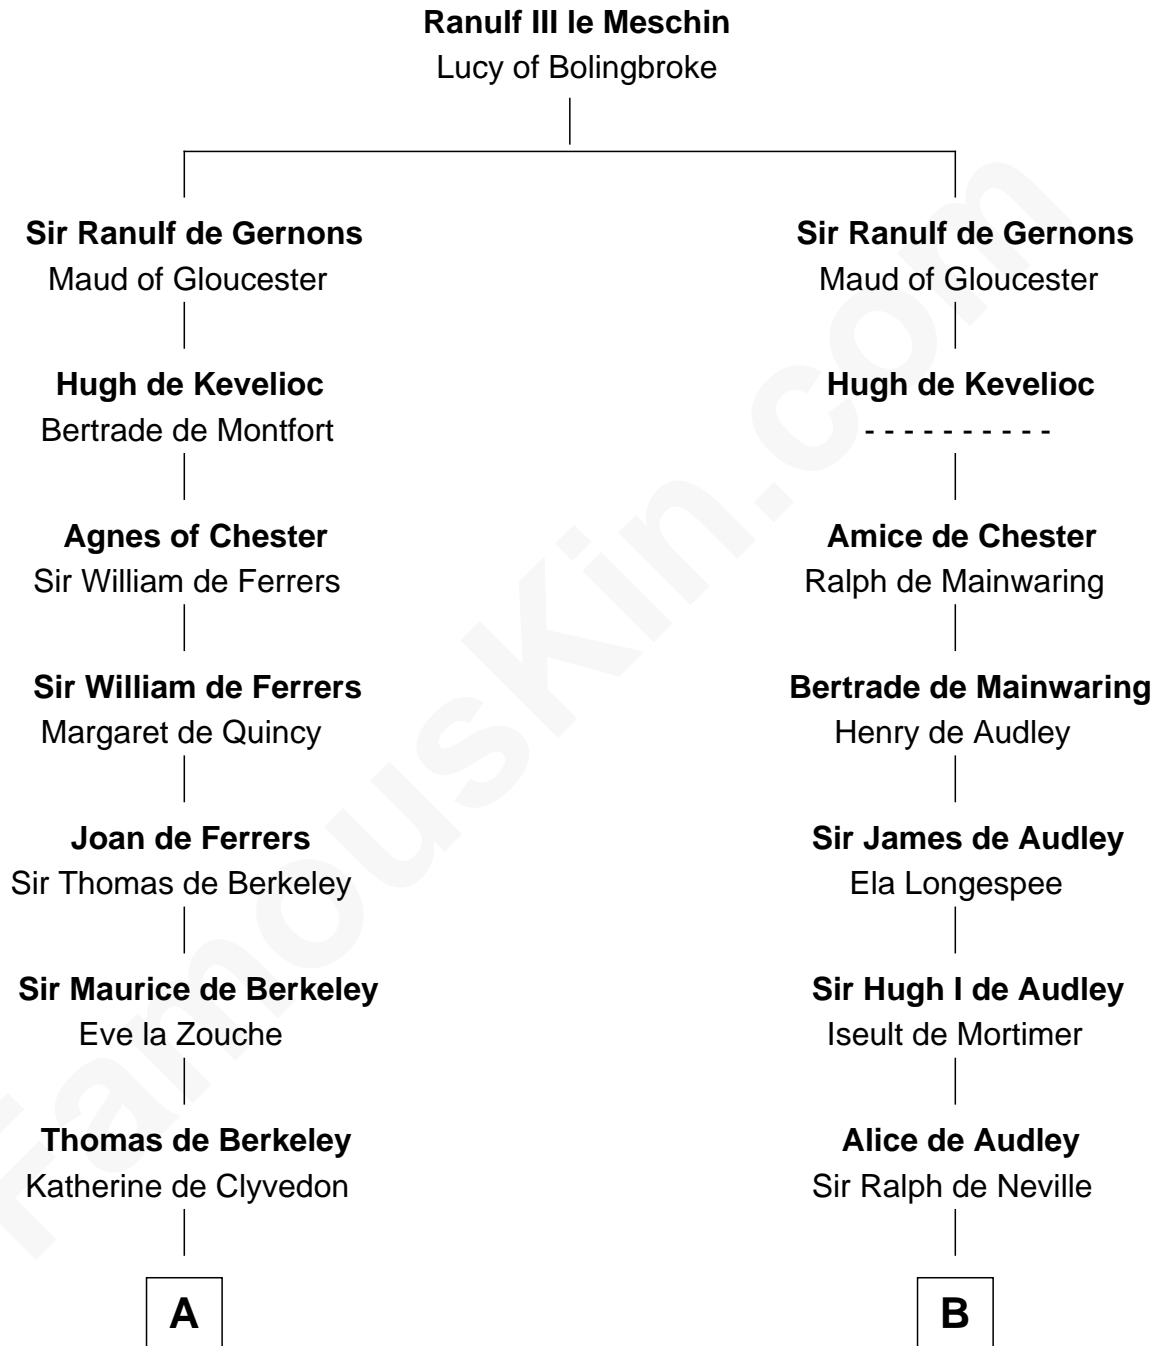 Ranulf III le Meschin
Lucy of Bolingbroke
Sir Ranulf de Gernons
Maud of Gloucester
Sir Ranulf de Gernons
Maud of Gloucester
Hugh de Kevelioc
Bertrade de Montfort
Hugh de Kevelioc
- - - - - - - - - -
Agnes of Chester
Sir William de Ferrers
Amice de Chester
Ralph de Mainwaring
Sir William de Ferrers
Margaret de Quincy
Bertrade de Mainwaring
Henry de Audley
Joan de Ferrers
Sir Thomas de Berkeley
Sir James de Audley
Ela Longespee
Sir Maurice de Berkeley
Eve la Zouche
Sir Hugh I de Audley
Iseult de Mortimer
Thomas de Berkeley
Katherine de Clyvedon
Alice de Audley
Sir Ralph de Neville
A
B
FamousKin.com